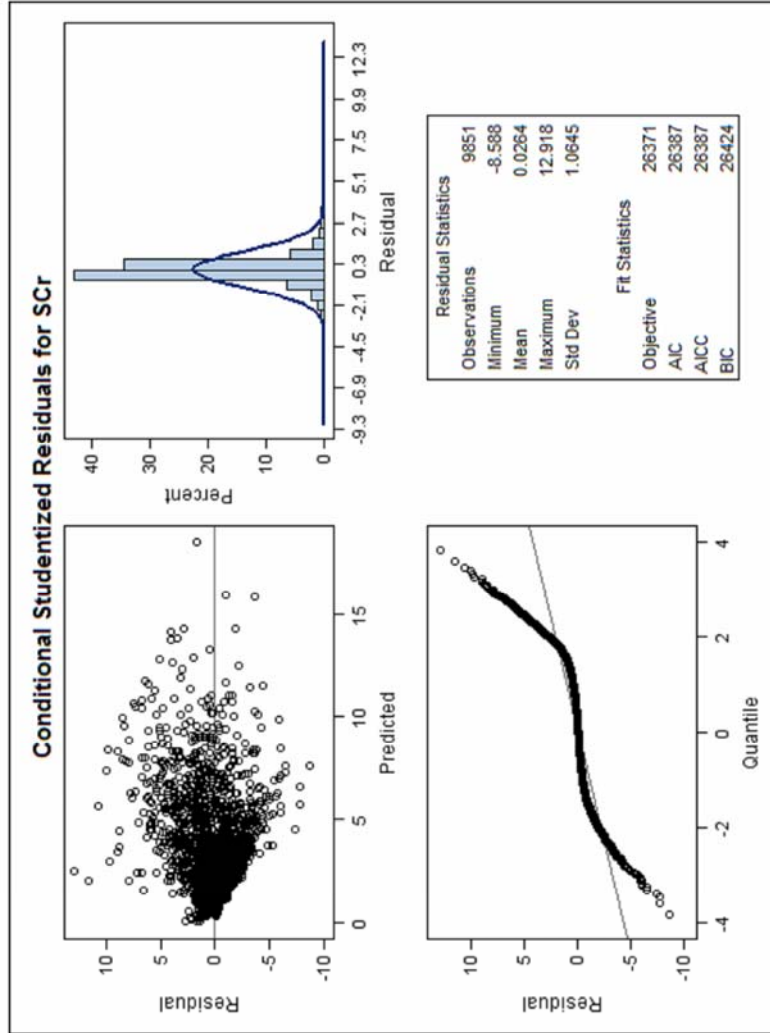 Conditional Studentized Residuals for SCr
Residual
10
5
0
-5
-10
0
5
10
15
Predicted
Percent
40
30
20
10
0
-9.3 -6.9 -4.5 -2.1 0.3 2.7 5.1 7.5 9.9 12.3
Residual
Residual
10
5
0
-5
-10
-4 -2 0 2 4
Quantile
Residual Statistics
Observations 9851
Minimum -8.588
Mean 0.0264
Maximum 12.918
Std Dev 1.0645
Fit Statistics
Objective 26371
AIC 26387
AICC 26387
BIC 26424